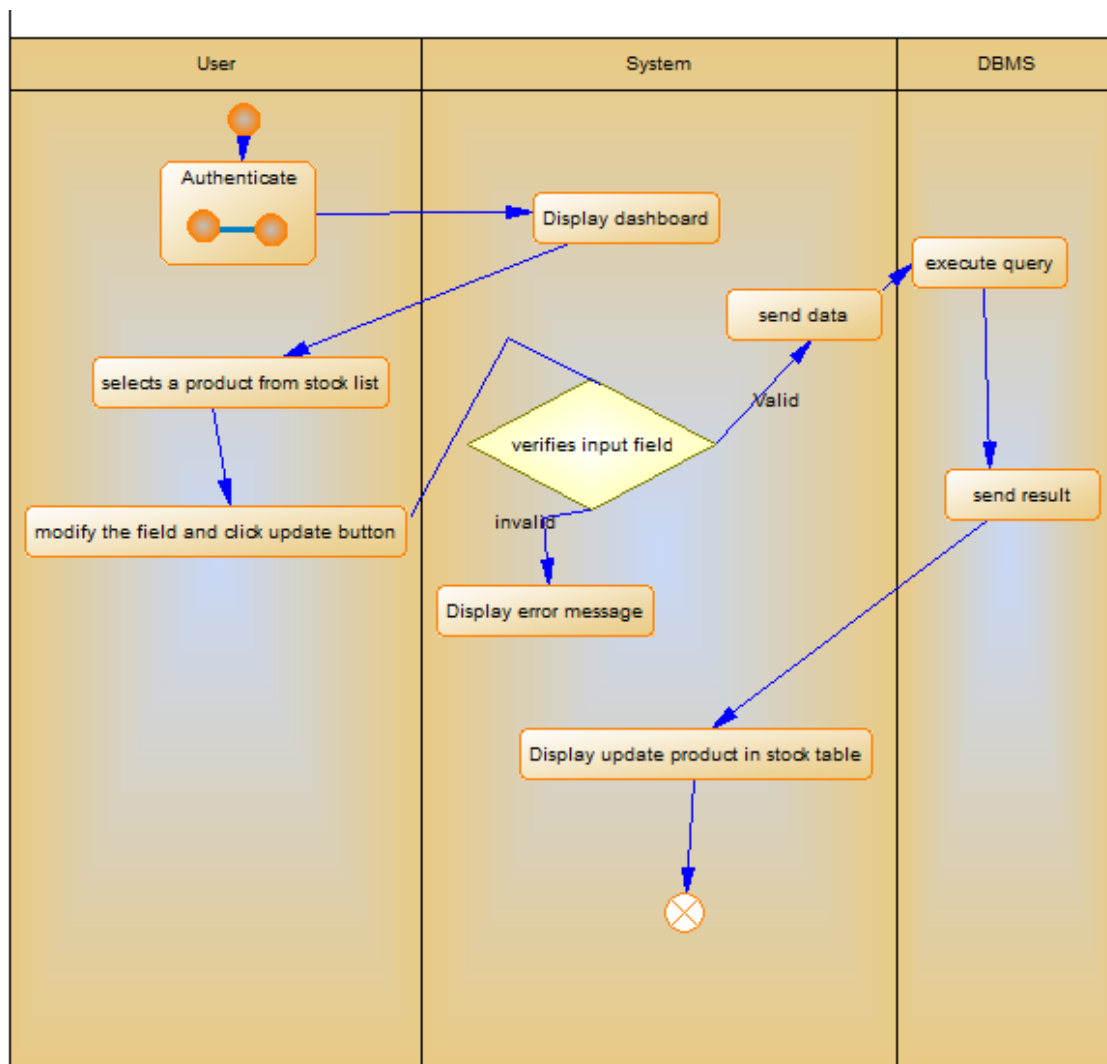 User
System
DBMS
Authenticate
Display dashboard
execute query
send data
selects a product from stock list
Valid
verifies input field
send result
invalid
modify the field and click update button
Display error message
Display update product in stock table